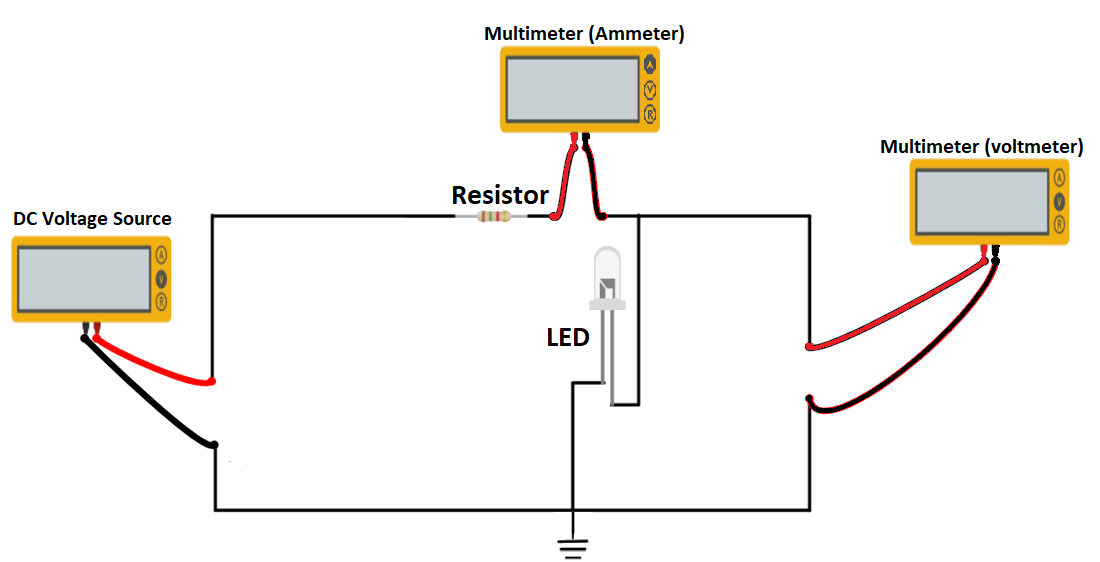 Multimeter (Ammeter)
A
V
R
Multimeter (voltmeter)
A
V
R
Resistor
DC Voltage Source
A
V
R
LED